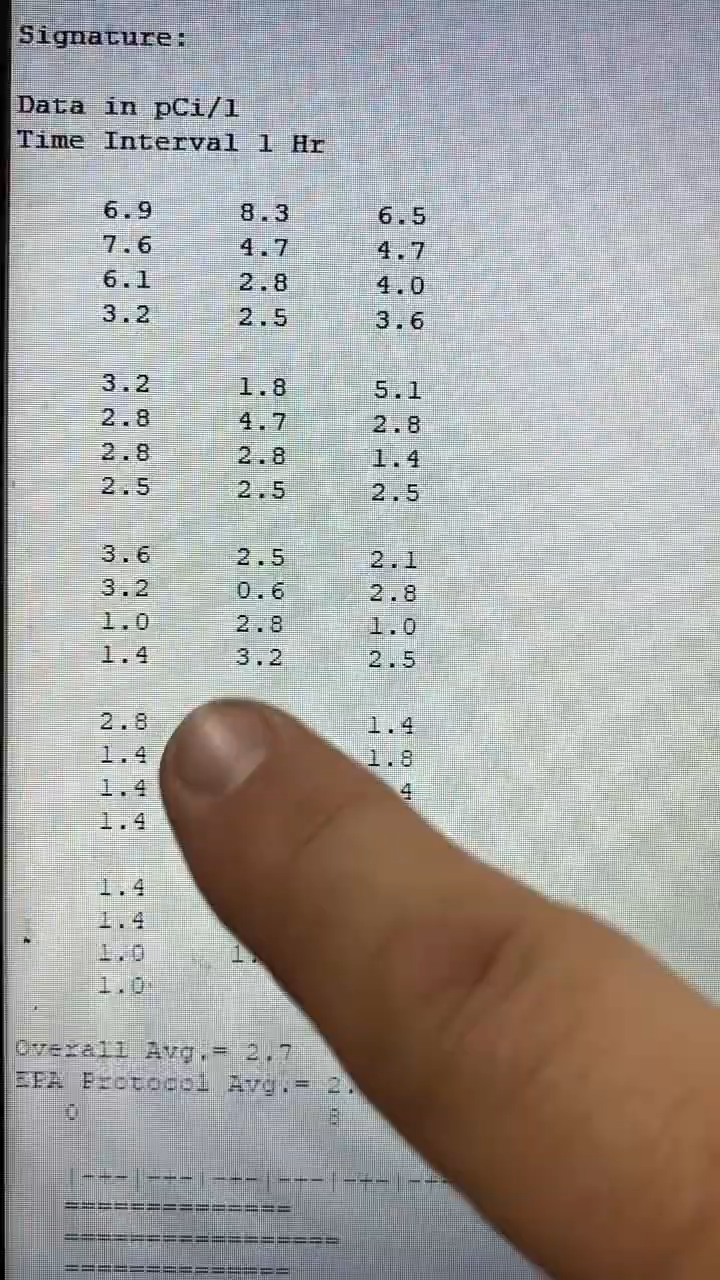 Signature:
Data in pCi/l
Time Interval 1 Hr
6.9 8.3 6.5
7.6 4.7 4.7
6.1 2.8 4.0
3.2 2.5 3.6
3.2 1.8 5.1
2.8 4.7 2.8
2.8 2.8 1.4
2.5 2.5 2.5
3.6 2.5 2.1
3.2 0.6 2.8
1.0 2.8 1.0
1.4 3.2 2.5
2.8 1.4
1.4 1.8
1.4 4
1.4
1.4
1.4
1.0 1.
1.0
Overall Avg.= 2.7
EPA Protocol Avg.= 2.
0 8
|---|---|---|---|---|---
==============
=================
==============